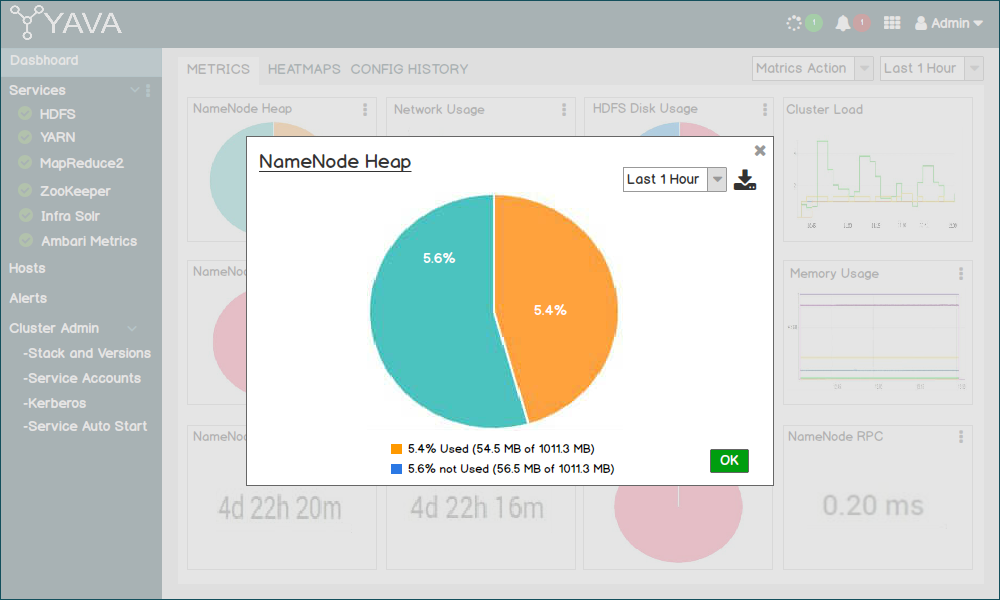 YAVA
1
1
Admin
Dasbhoard
Services
HDFS
YARN
MapReduce2
ZooKeeper
Infra Solr
Ambari Metrics
Hosts
Alerts
Cluster Admin
-Stack and Versions
-Service Accounts
-Kerberos
-Service Auto Start
METRICS
HEATMAPS
CONFIG HISTORY
Matrics Action
Last 1 Hour
NameNode Heap
Network Usage
HDFS Disk Usage
Cluster Load
NameNode Heap
Last 1 Hour
5.6%
5.4%
5.4% Used (54.5 MB of 1011.3 MB)
5.6% not Used (56.5 MB of 1011.3 MB)
OK
Memory Usage
NameNode RPC
4d 22h 20m
4d 22h 16m
0.20 ms